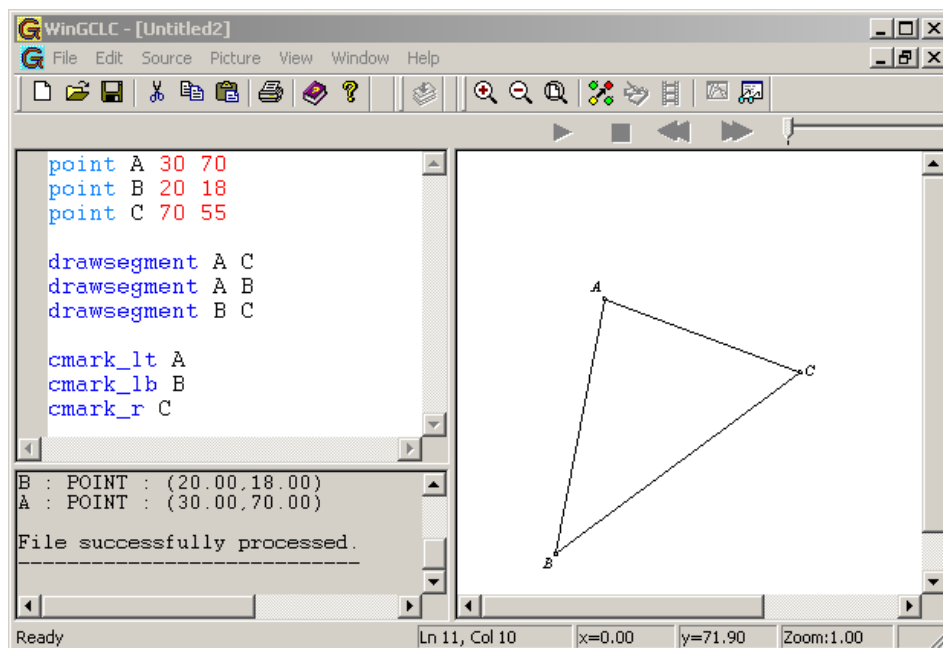 WinGCLC - [Untitled2]
File Edit Source Picture View Window Help
point A 30 70
point B 20 18
point C 70 55
drawsegment A C
drawsegment A B
drawsegment B C
cmark_lt A
cmark_lb B
cmark_r C
B : POINT : (20.00,18.00)
A : POINT : (30.00,70.00)
File successfully processed.
----------------------------
A
C
B
Ready Ln 11, Col 10 x=0.00 y=71.90 Zoom:1.00